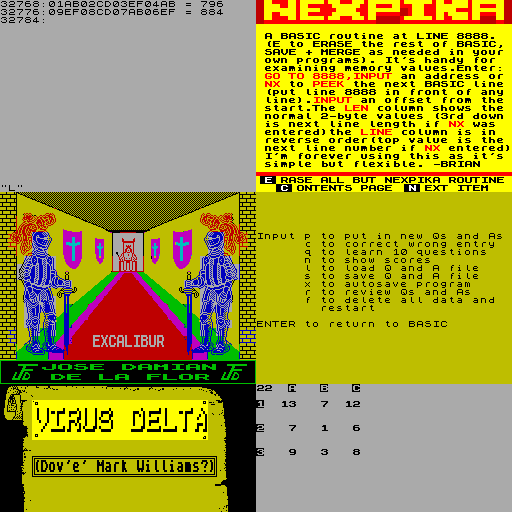 32768:01AB02CD03EF04AB = 796
32776:09EF08CD07AB06EF = 884
32784:
"L"
NEXPIKA
A BASIC routine at LINE 8888.
(E to ERASE the rest of BASIC,
SAVE + MERGE as needed in your
own programs). It's handy for
examining memory values.Enter:
GO TO 8888,INPUT an address or
NX to PEEK the next BASIC line
(put line 8888 in front of any
line).INPUT an offset from the
start.The LEN column shows the
normal 2-byte values (3rd down
is next line length if NX was
entered)the LINE column is in
reverse order(top value is the
next line number if NX entered)
I'm forever using this as it's
simple but flexible. -BRIAN
E RASE ALL BUT NEXPIKA ROUTINE
C ONTENTS PAGE N EXT ITEM
EXCALIBUR
JOSE DAMIAN
DE LA FLOR
Input p to put in new Qs and As
c to correct wrong entry
q to learn 10 questions
n to show scores
l to load Q and A file
s to save Q and A file
x to autosave program
r to review Qs and As
f to delete all data and
restart
ENTER to return to BASIC
VIRUS DELTA
(Dov'e' Mark Williams?)
22 A B C
1 13 7 12
2 7 1 6
3 9 3 8